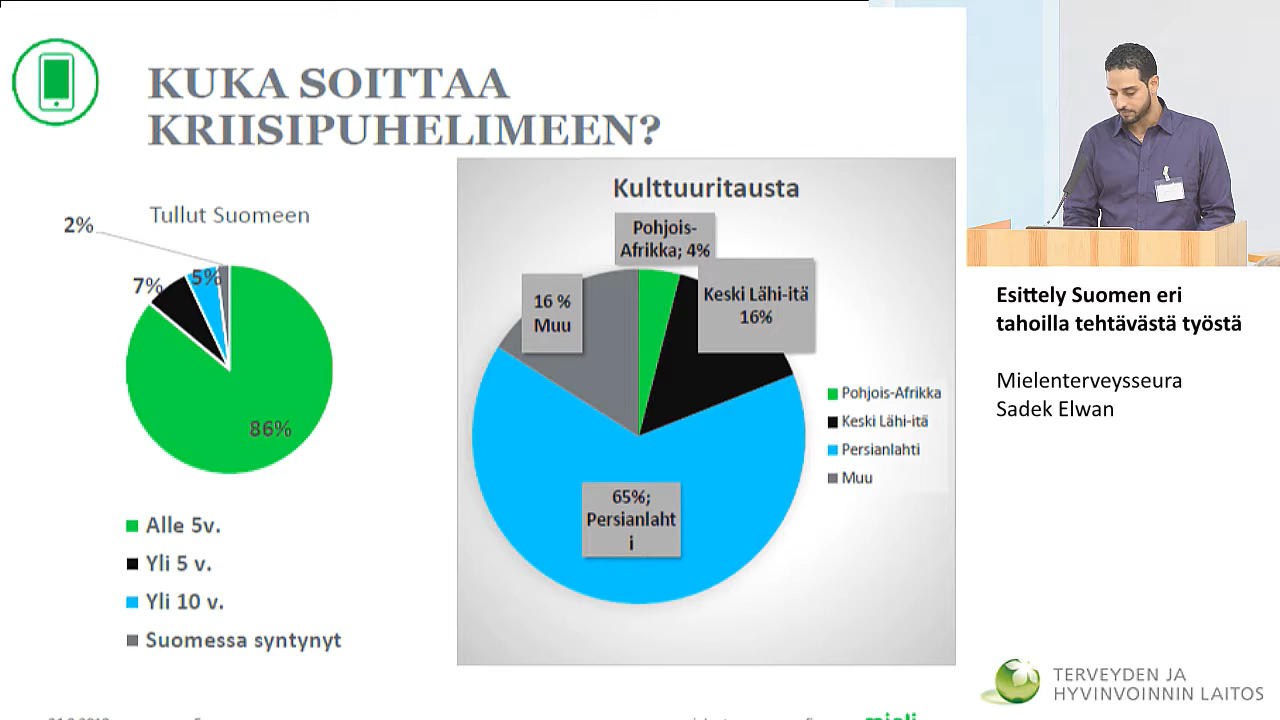 KUKA SOITTAA
KRIISIPUHELIMEEN?
Tullut Suomeen
2%
7%
5%
86%
Alle 5v.
Yli 5 v.
Yli 10 v.
Suomessa syntynyt
Kulttuuritausta
Pohjois-
Afrikka; 4%
Keski Lähi-itä
16%
16 %
Muu
65%;
Persianlaht
i
Pohjois-Afrikka
Keski Lähi-itä
Persianlahti
Muu
Esittely Suomen eri
tahoilla tehtävästä työstä
Mielenterveysseura
Sadek Elwan
TERVEYDEN JA
HYVINVOINNIN LAITOS